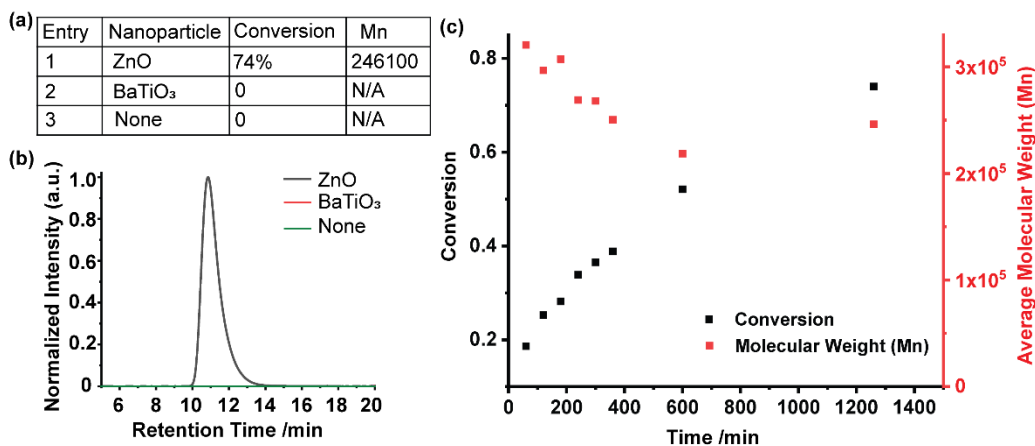 (a)
Entry Nanoparticle Conversion Mn
1 ZnO 74% 246100
2 BaTiO₃ 0 N/A
3 None 0 N/A
(b)
Normalized Intensity (a.u.)
1.0
0.8
0.6
0.4
0.2
0
6 8 10 12 14 16 18 20
Retention Time /min
ZnO
BaTiO₃
None
(c)
Conversion
0.8
0.6
0.4
0.2
0 200 400 600 800 1000 1200 1400
Time /min
Conversion
Molecular Weight (Mn)
3x10⁵
2x10⁵
1x10⁵
0
Average Molecular Weight (Mn)